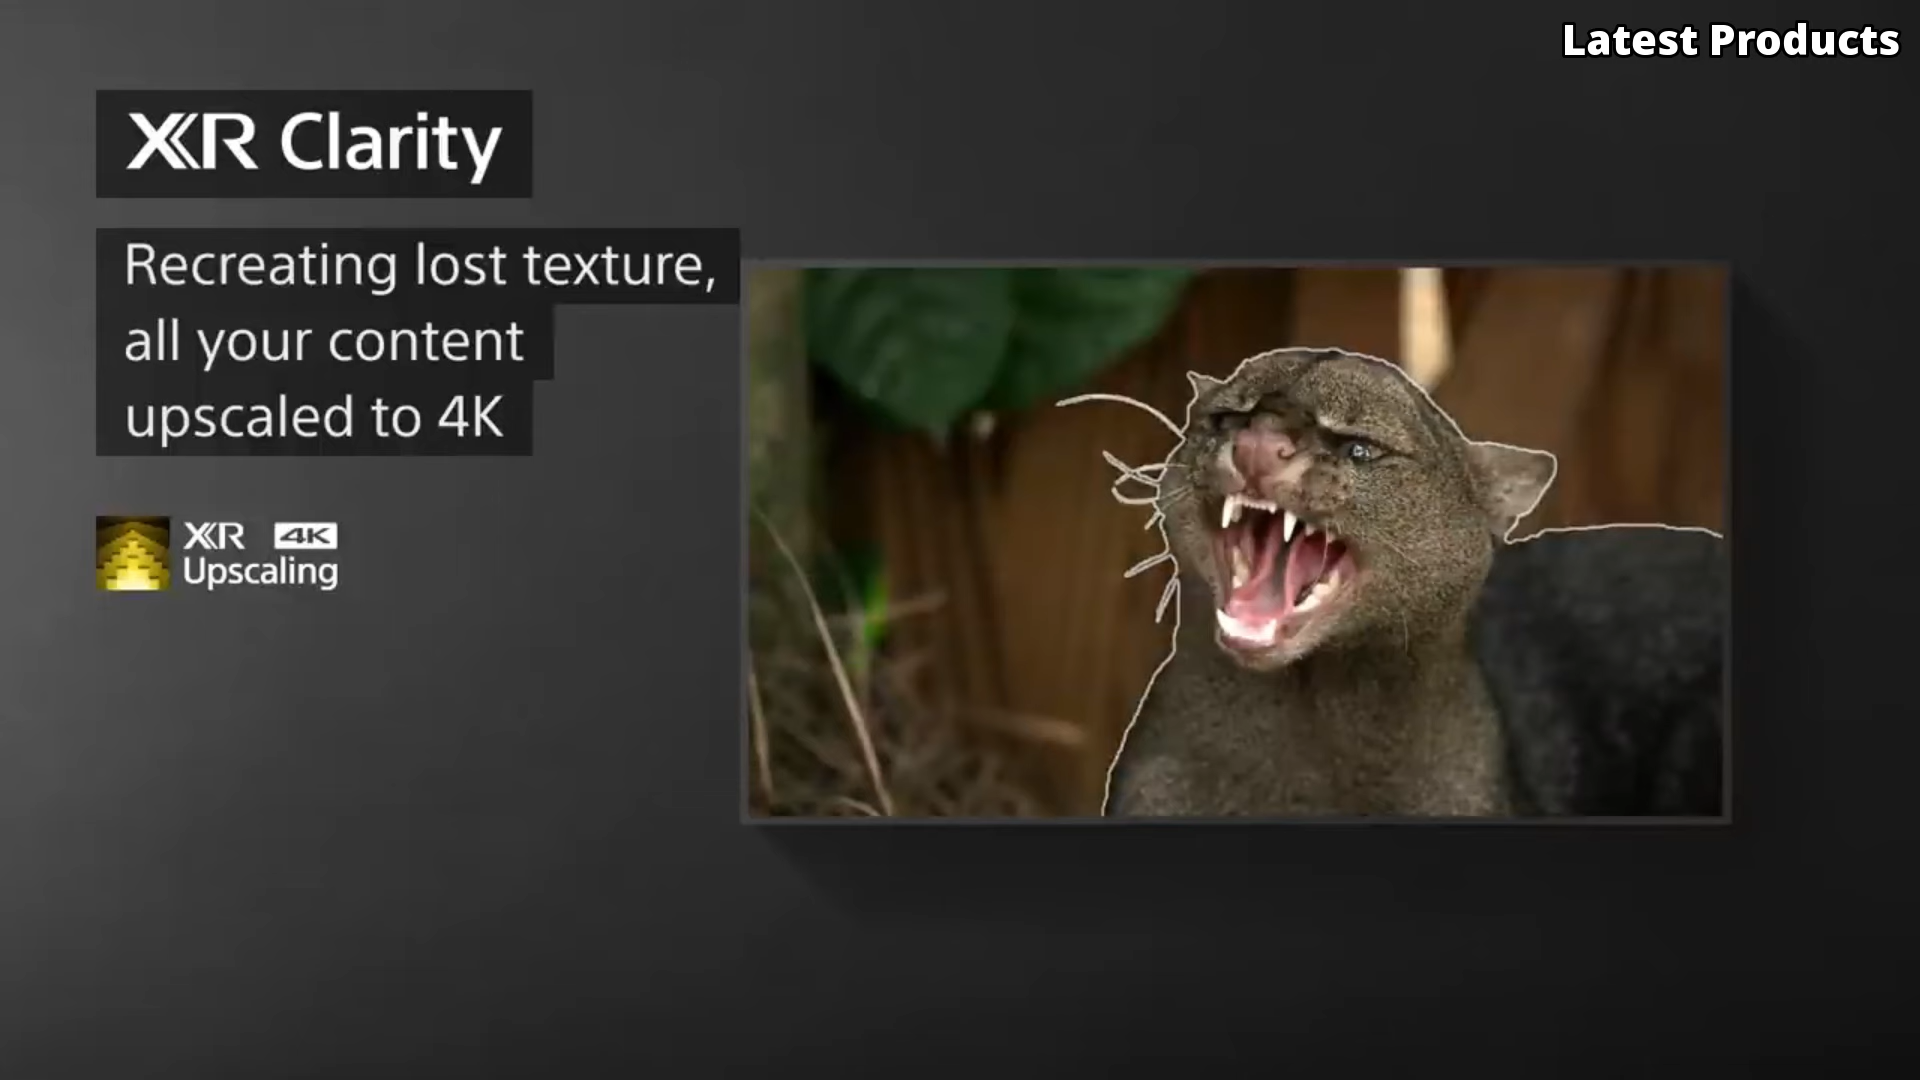 Latest Products
XR Clarity
Recreating lost texture,
all your content
upscaled to 4K
XR 4K
Upscaling